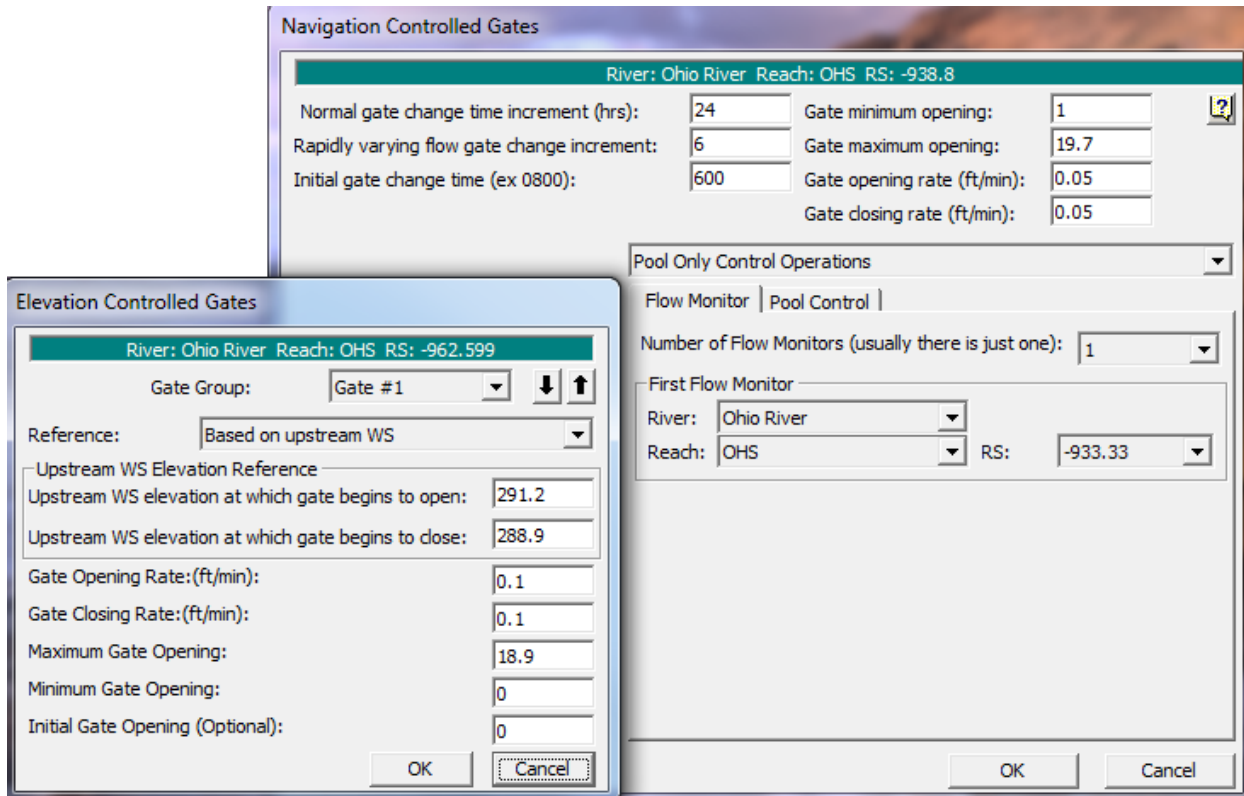 Navigation Controlled Gates
River: Ohio River Reach: OHS RS: -938.8
Normal gate change time increment (hrs): 24 Gate minimum opening: 1
Rapidly varying flow gate change increment: 6 Gate maximum opening: 19.7
Initial gate change time (ex 0800): 600 Gate opening rate (ft/min): 0.05
Gate closing rate (ft/min): 0.05
Pool Only Control Operations
Flow Monitor Pool Control
Number of Flow Monitors (usually there is just one): 1
First Flow Monitor
River: Ohio River
Reach: OHS RS: -933.33
OK Cancel
Elevation Controlled Gates
River: Ohio River Reach: OHS RS: -962.599
Gate Group: Gate #1
Reference: Based on upstream WS
Upstream WS Elevation Reference
Upstream WS elevation at which gate begins to open: 291.2
Upstream WS elevation at which gate begins to close: 288.9
Gate Opening Rate:(ft/min): 0.1
Gate Closing Rate:(ft/min): 0.1
Maximum Gate Opening: 18.9
Minimum Gate Opening: 0
Initial Gate Opening (Optional): 0
OK Cancel